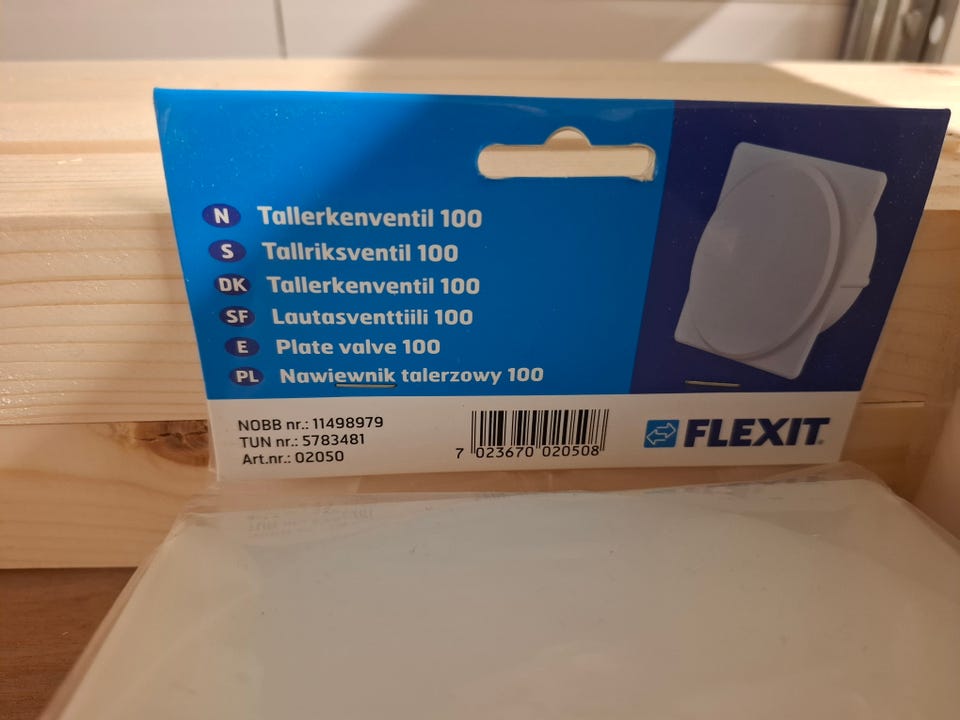 N Tallerkenventil 100
S Tallriksventil 100
DK Tallerkenventil 100
SF Lautasventtiili 100
E Plate valve 100
PL Nawiewnik talerzowy 100
NOBB nr.: 11498979
TUN nr.: 5783481
Art.nr.: 02050
7 023670 020508
FLEXIT